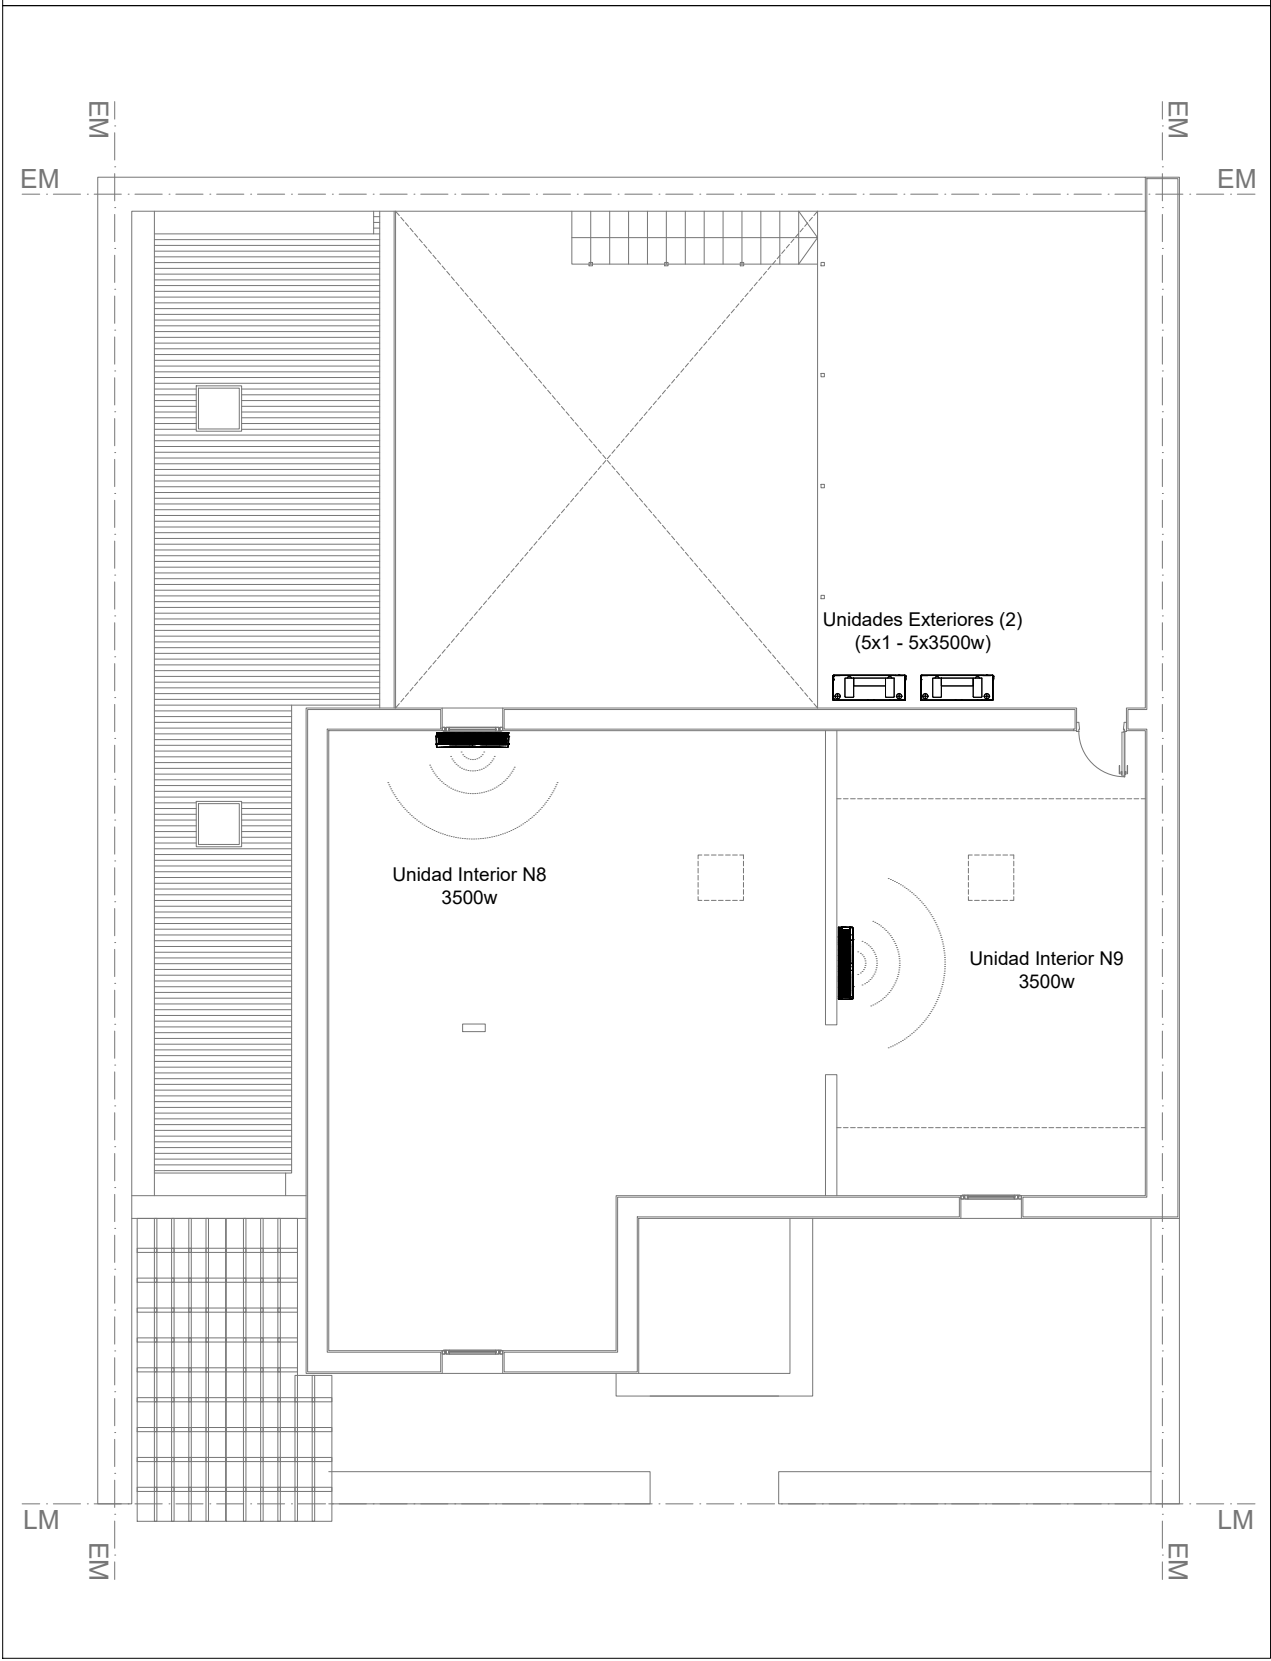 EM
EM
EM
EM
Unidades Exteriores (2)
(5x1 - 5x3500w)
Unidad Interior N8
3500w
Unidad Interior N9
3500w
LM
LM
EM
EM